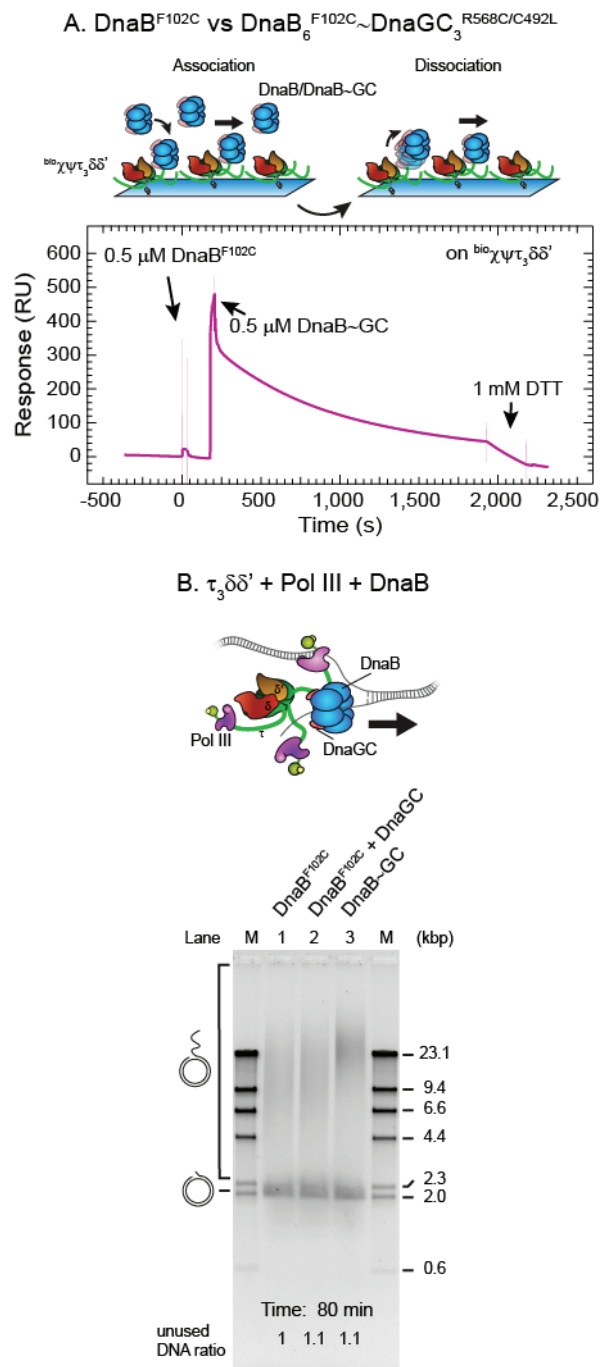 A. DnaB^F102C vs DnaB₆^F102C~DnaGC₃^R568C/C492L
Association
Dissociation
DnaB/DnaB~GC
^bioχψτ₃δδ'
0.5 μM DnaB^F102C
on ^bioχψτ₃δδ'
0.5 μM DnaB~GC
1 mM DTT
Response (RU)
600
500
400
300
200
100
0
-500
0
500
1,000
1,500
2,000
2,500
Time (s)
B. τ₃δδ' + Pol III + DnaB
DnaB
δ'
δ
Pol III
τ
DnaGC
DnaB^F102C
DnaB^F102C + DnaGC
DnaB~GC
Lane M 1 2 3 M (kbp)
23.1
9.4
6.6
4.4
2.3
2.0
0.6
Time: 80 min
unused
DNA ratio
1 1.1 1.1